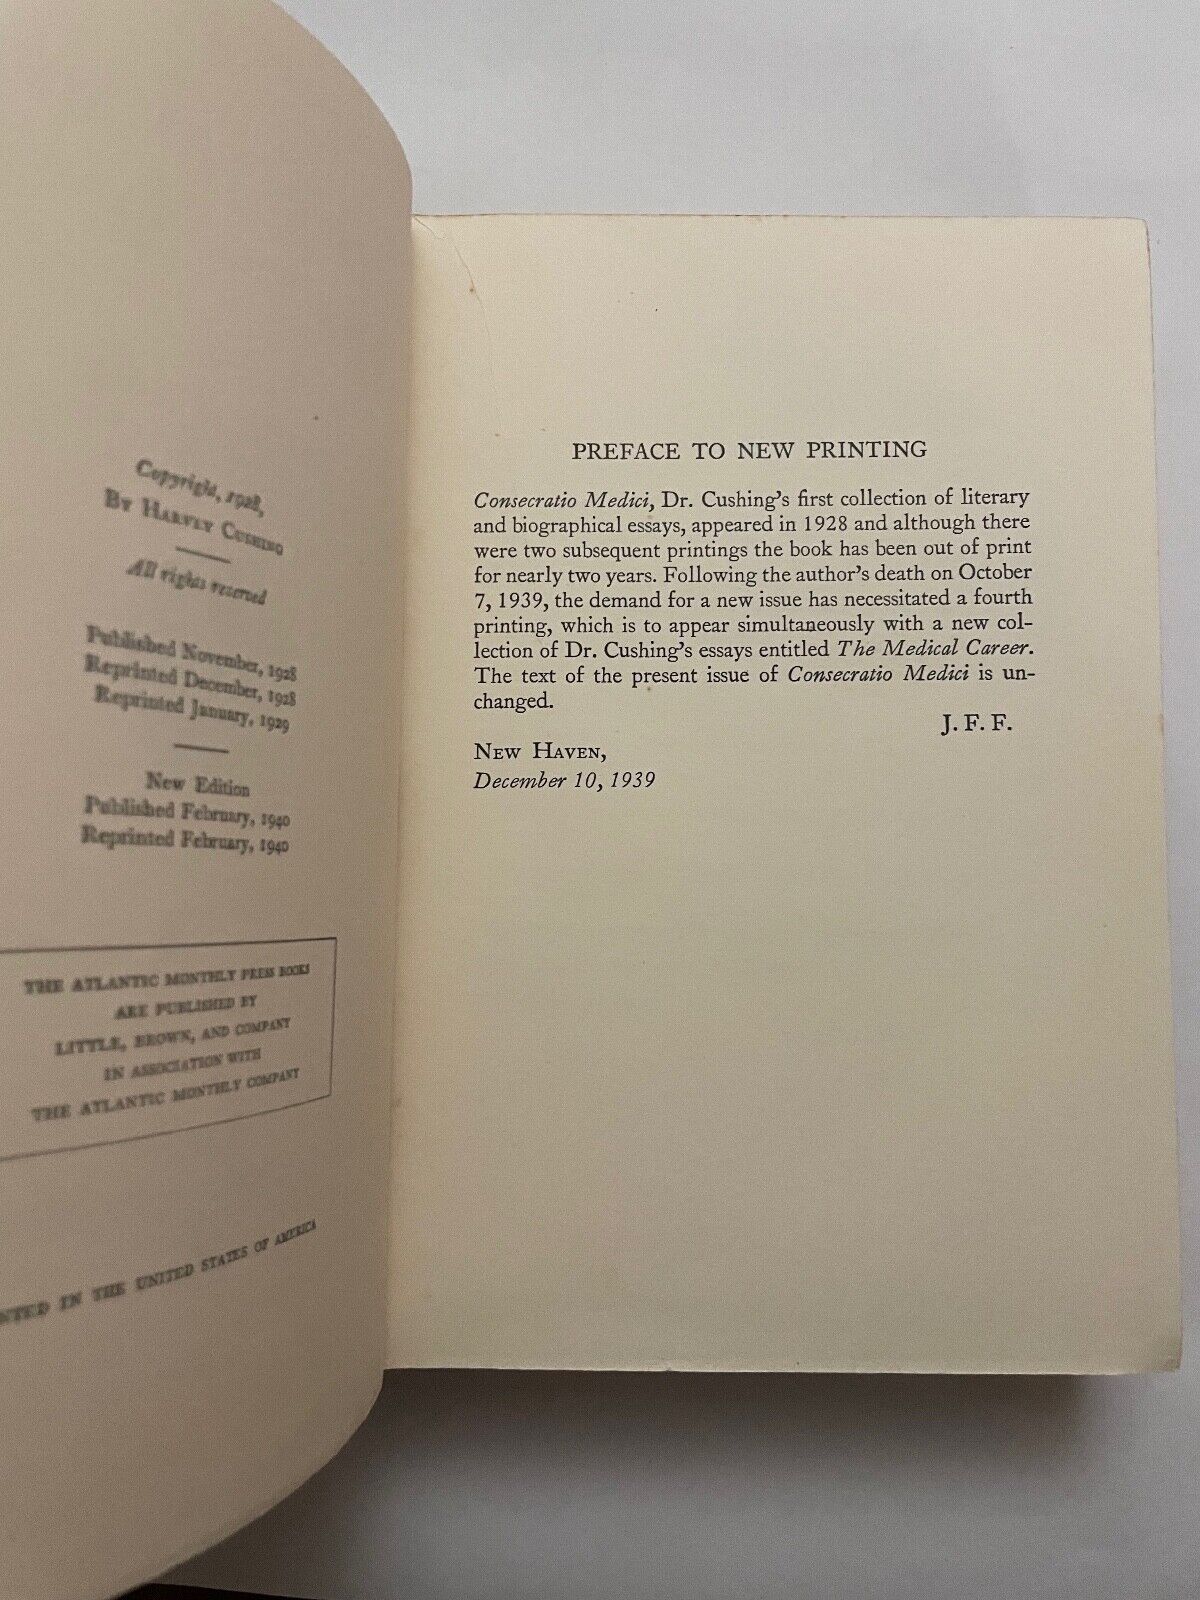 Copyright, 1928,
By Harvey Cushing
All rights reserved
Published November, 1928
Reprinted December, 1928
Reprinted January, 1929
New Edition
Published February, 1940
Reprinted February, 1940
THE ATLANTIC MONTHLY PRESS BOOKS
ARE PUBLISHED BY
LITTLE, BROWN, AND COMPANY
IN ASSOCIATION WITH
THE ATLANTIC MONTHLY COMPANY
NTED IN THE UNITED STATES OF AMERICA
PREFACE TO NEW PRINTING
Consecratio Medici, Dr. Cushing's first collection of literary
and biographical essays, appeared in 1928 and although there
were two subsequent printings the book has been out of print
for nearly two years. Following the author's death on October
7, 1939, the demand for a new issue has necessitated a fourth
printing, which is to appear simultaneously with a new col-
lection of Dr. Cushing's essays entitled The Medical Career.
The text of the present issue of Consecratio Medici is un-
changed.
J. F. F.
New Haven,
December 10, 1939